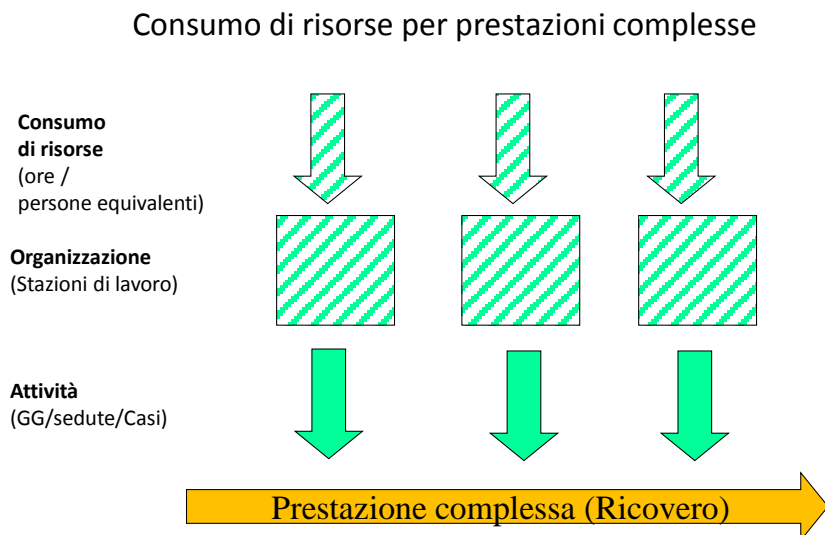 Consumo di risorse per prestazioni complesse
Consumo
di risorse
(ore /
persone equivalenti)
Organizzazione
(Stazioni di lavoro)
Attività
(GG/sedute/Casi)
Prestazione complessa (Ricovero)